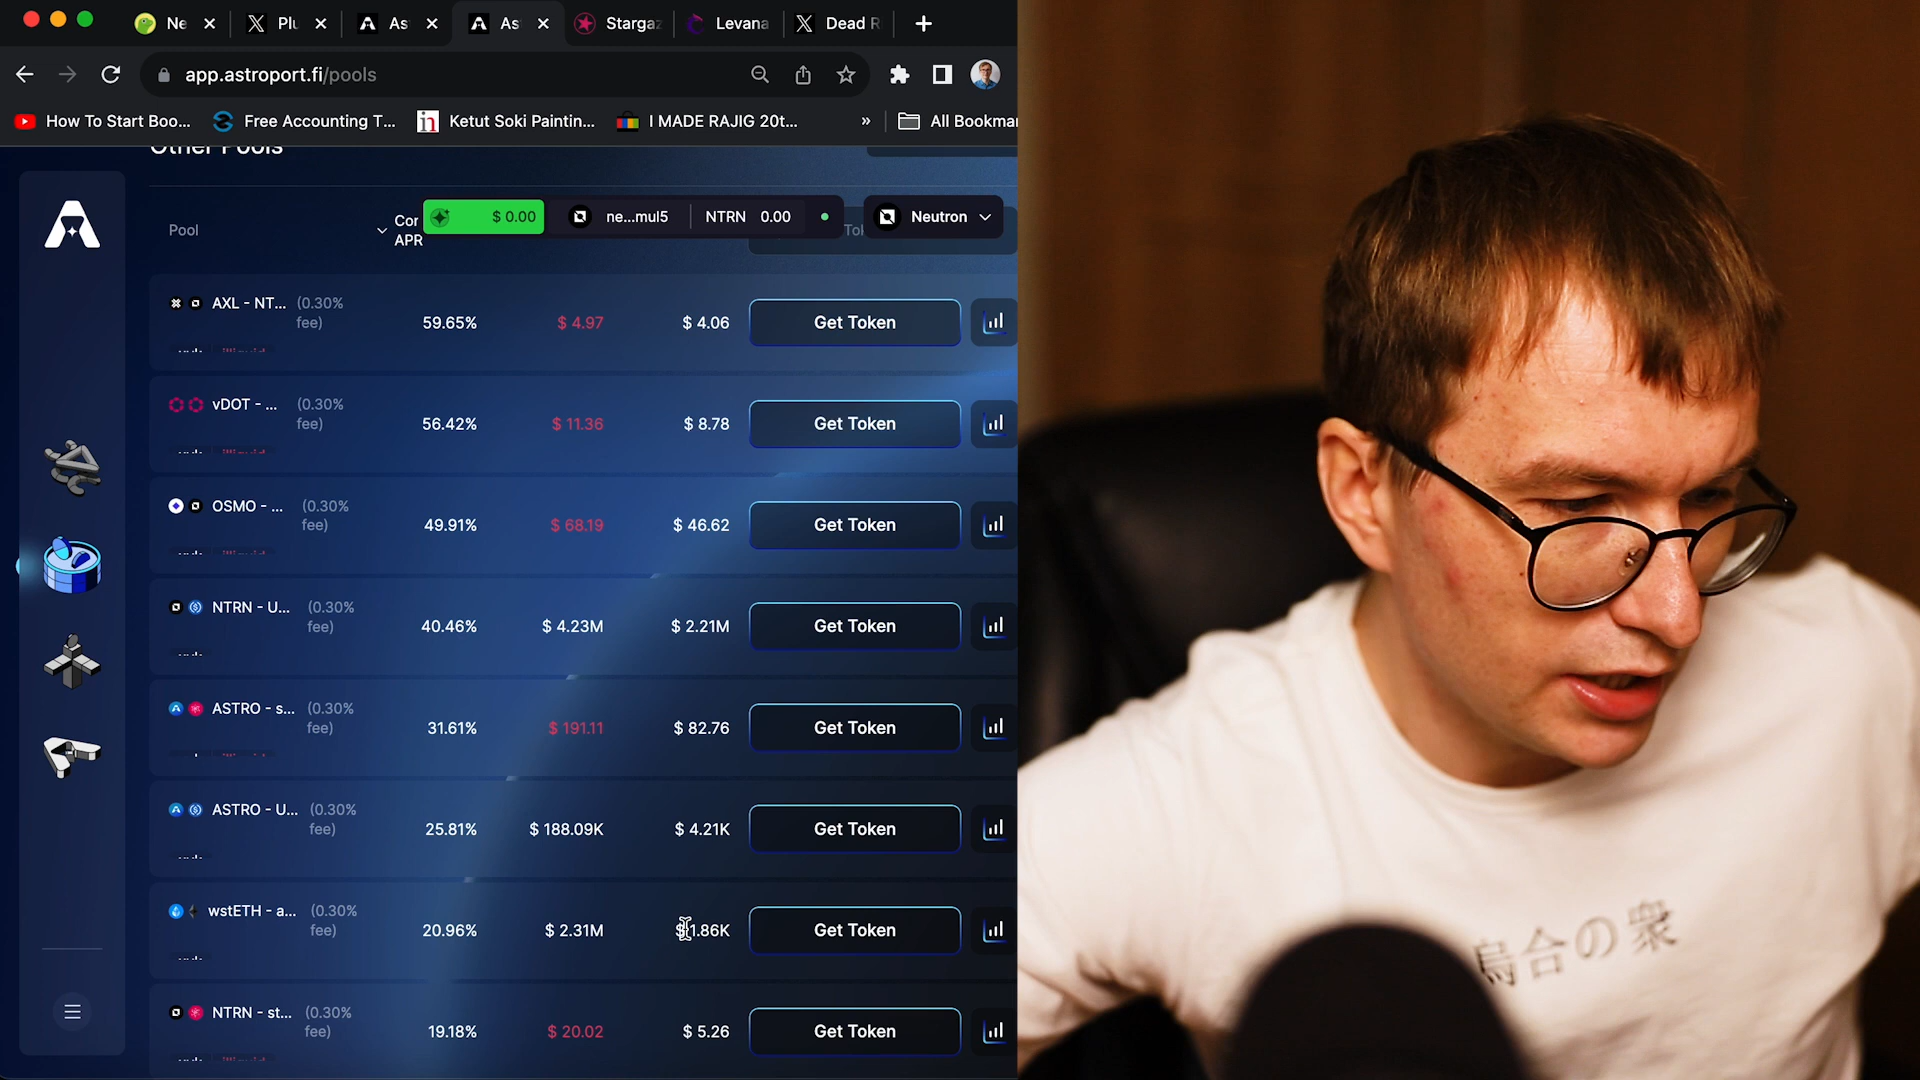 Ne
Plu
As
As
Stargaz
Levana
Dead R
app.astroport.fi/pools
How To Start Boo...
Free Accounting T...
Ketut Soki Paintin...
I MADE RAJIG 20t...
»
All Bookmar
Other Pools
$ 0.00
ne...mul5
NTRN 0.00
Neutron
Pool
APR
AXL - NT... (0.30% fee)
59.65% $ 4.97 $ 4.06 Get Token
vDOT - ... (0.30% fee)
56.42% $ 11.36 $ 8.78 Get Token
OSMO - ... (0.30% fee)
49.91% $ 68.19 $ 46.62 Get Token
NTRN - U... (0.30% fee)
40.46% $ 4.23M $ 2.21M Get Token
ASTRO - s... (0.30% fee)
31.61% $ 191.11 $ 82.76 Get Token
ASTRO - U... (0.30% fee)
25.81% $ 188.09K $ 4.21K Get Token
wstETH - a... (0.30% fee)
20.96% $ 2.31M $ 1.86K Get Token
NTRN - st... (0.30% fee)
19.18% $ 20.02 $ 5.26 Get Token
烏合の衆